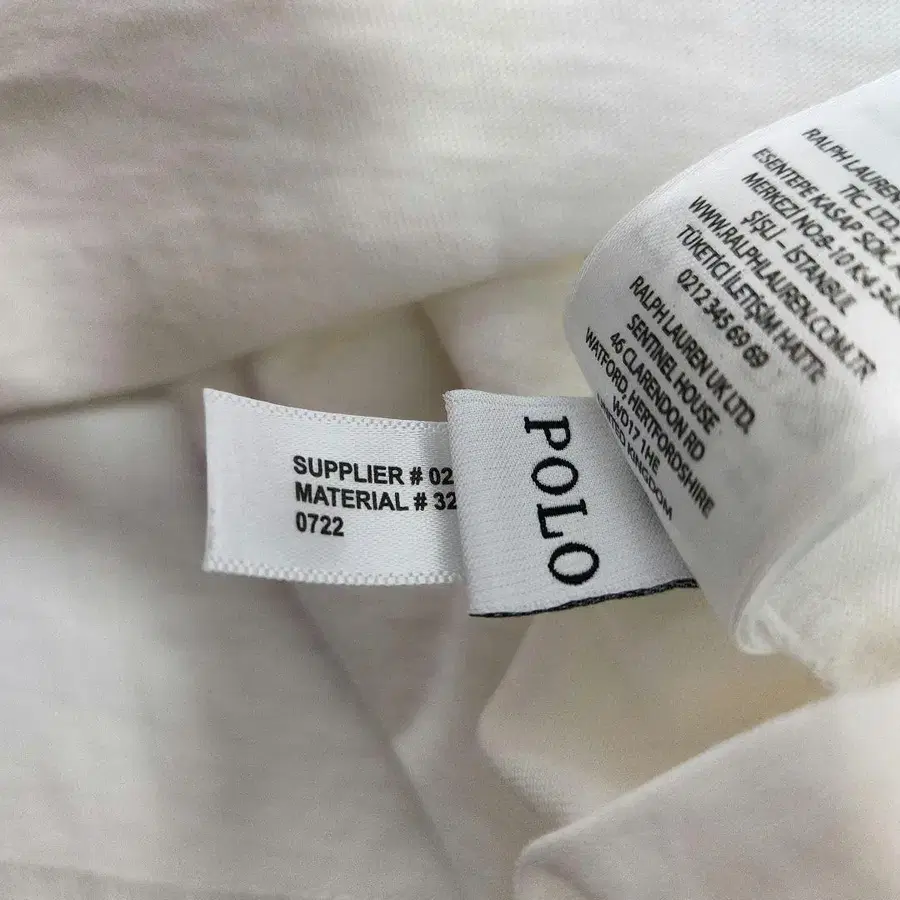 SUPPLIER # 02
MATERIAL # 32
0722
POLO
RALPH LAUREN
TİC. LTD.
ESENTEPE KASAP SOK.
MERKEZİ NO:8-10 K:4
ŞİŞLİ - İSTANBUL
WWW.RALPHLAUREN.COM.TR
TÜKETİCİ İLETİŞİM HATTE
0212 345 69 69
RALPH LAUREN UK LTD.
SENTINEL HOUSE
46 CLARENDON RD
WATFORD, HERTFORDSHIRE
WD17 1HE
KINGDOM